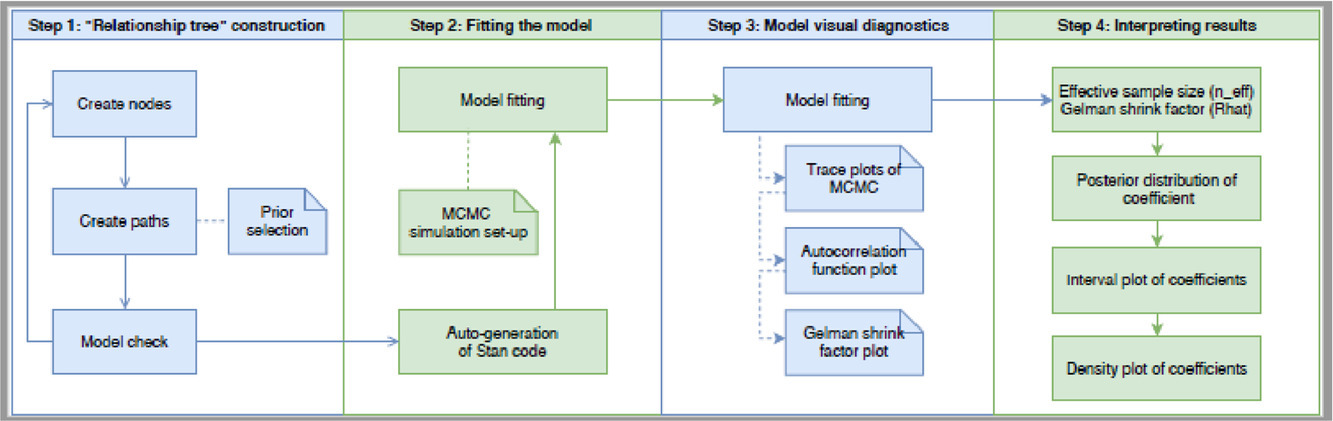 Step 1: "Relationship tree" construction
Create nodes
Create paths
Prior
selection
Model check
Step 2: Fitting the model
Model fitting
MCMC
simulation set-up
Auto-generation
of Stan code
Step 3: Model visual diagnostics
Model fitting
Trace plots of
MCMC
Autocorrelation
function plot
Gelman shrink
factor plot
Step 4: Interpreting results
Effective sample size (n_eff)
Gelman shrink factor (Rhat)
Posterior distribution of
coefficient
Interval plot of coefficients
Density plot of coefficients